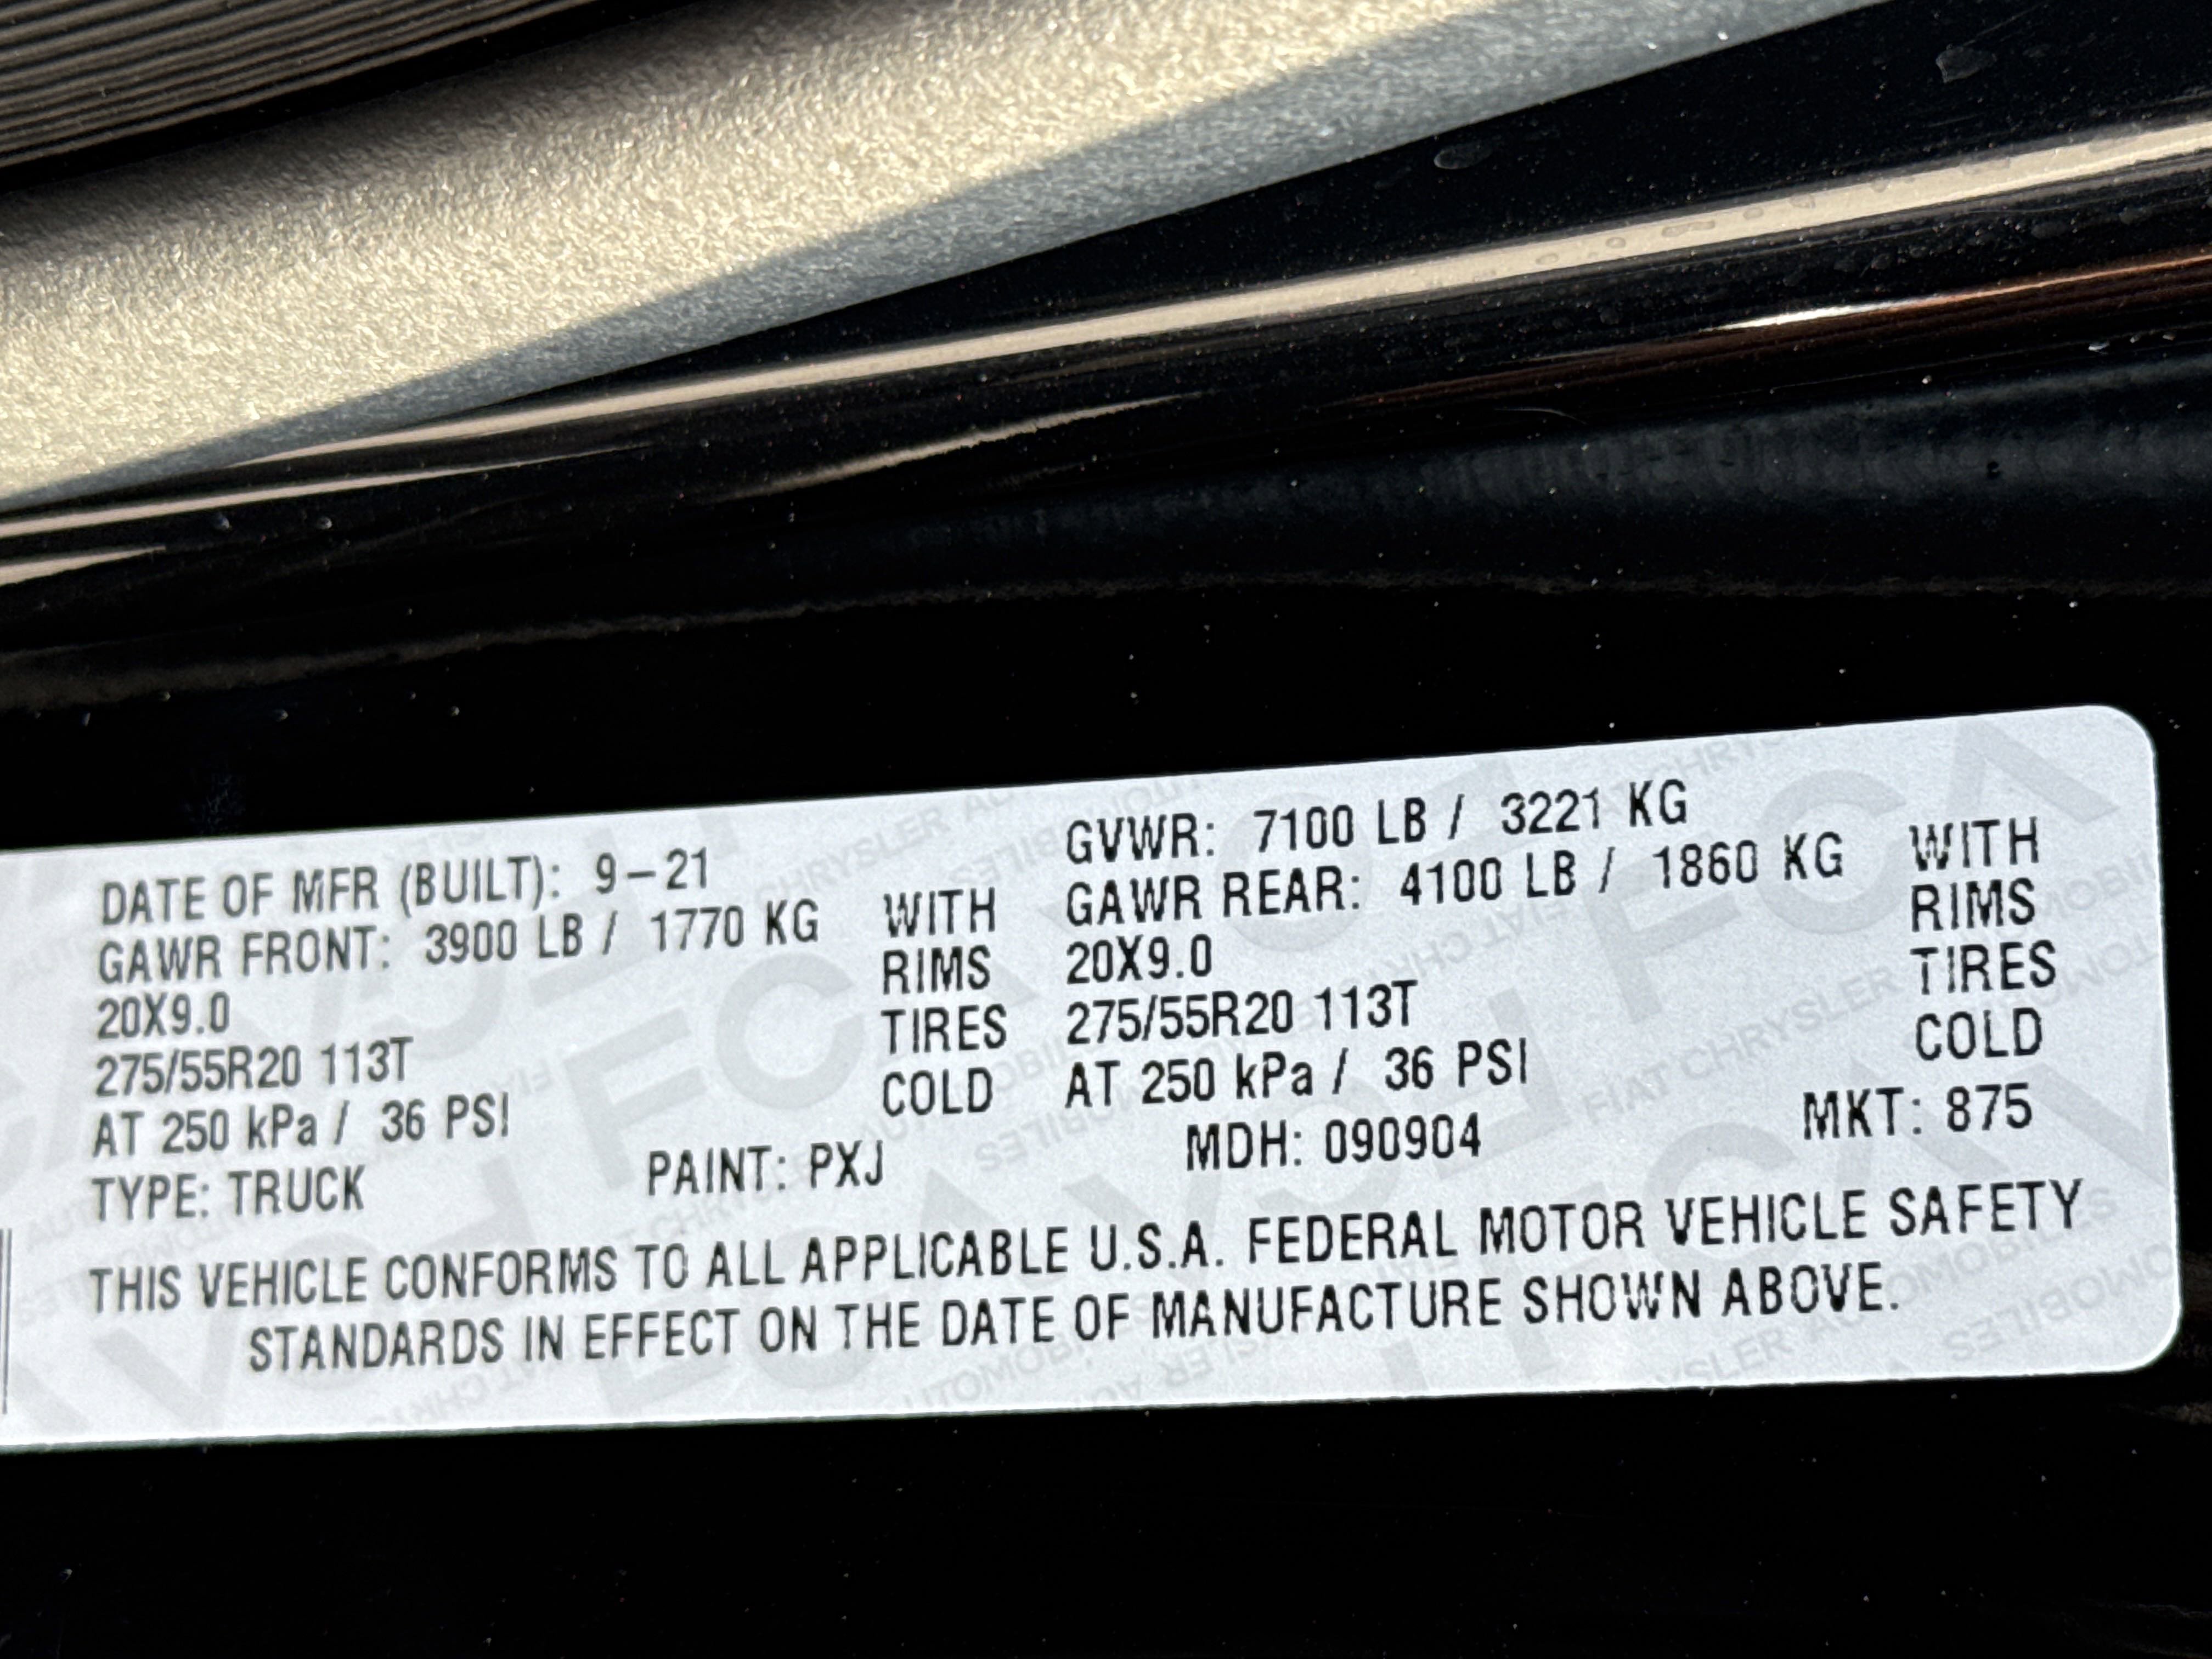 DATE OF MFR (BUILT): 9-21 GVWR: 7100 LB / 3221 KG
GAWR FRONT: 3900 LB / 1770 KG WITH GAWR REAR: 4100 LB / 1860 KG WITH
20X9.0 RIMS 20X9.0 RIMS
275/55R20 113T TIRES 275/55R20 113T TIRES
AT 250 kPa / 36 PSI COLD AT 250 kPa / 36 PSI COLD
TYPE: TRUCK PAINT: PXJ MDH: 090904 MKT: 875
THIS VEHICLE CONFORMS TO ALL APPLICABLE U.S.A. FEDERAL MOTOR VEHICLE SAFETY
STANDARDS IN EFFECT ON THE DATE OF MANUFACTURE SHOWN ABOVE.